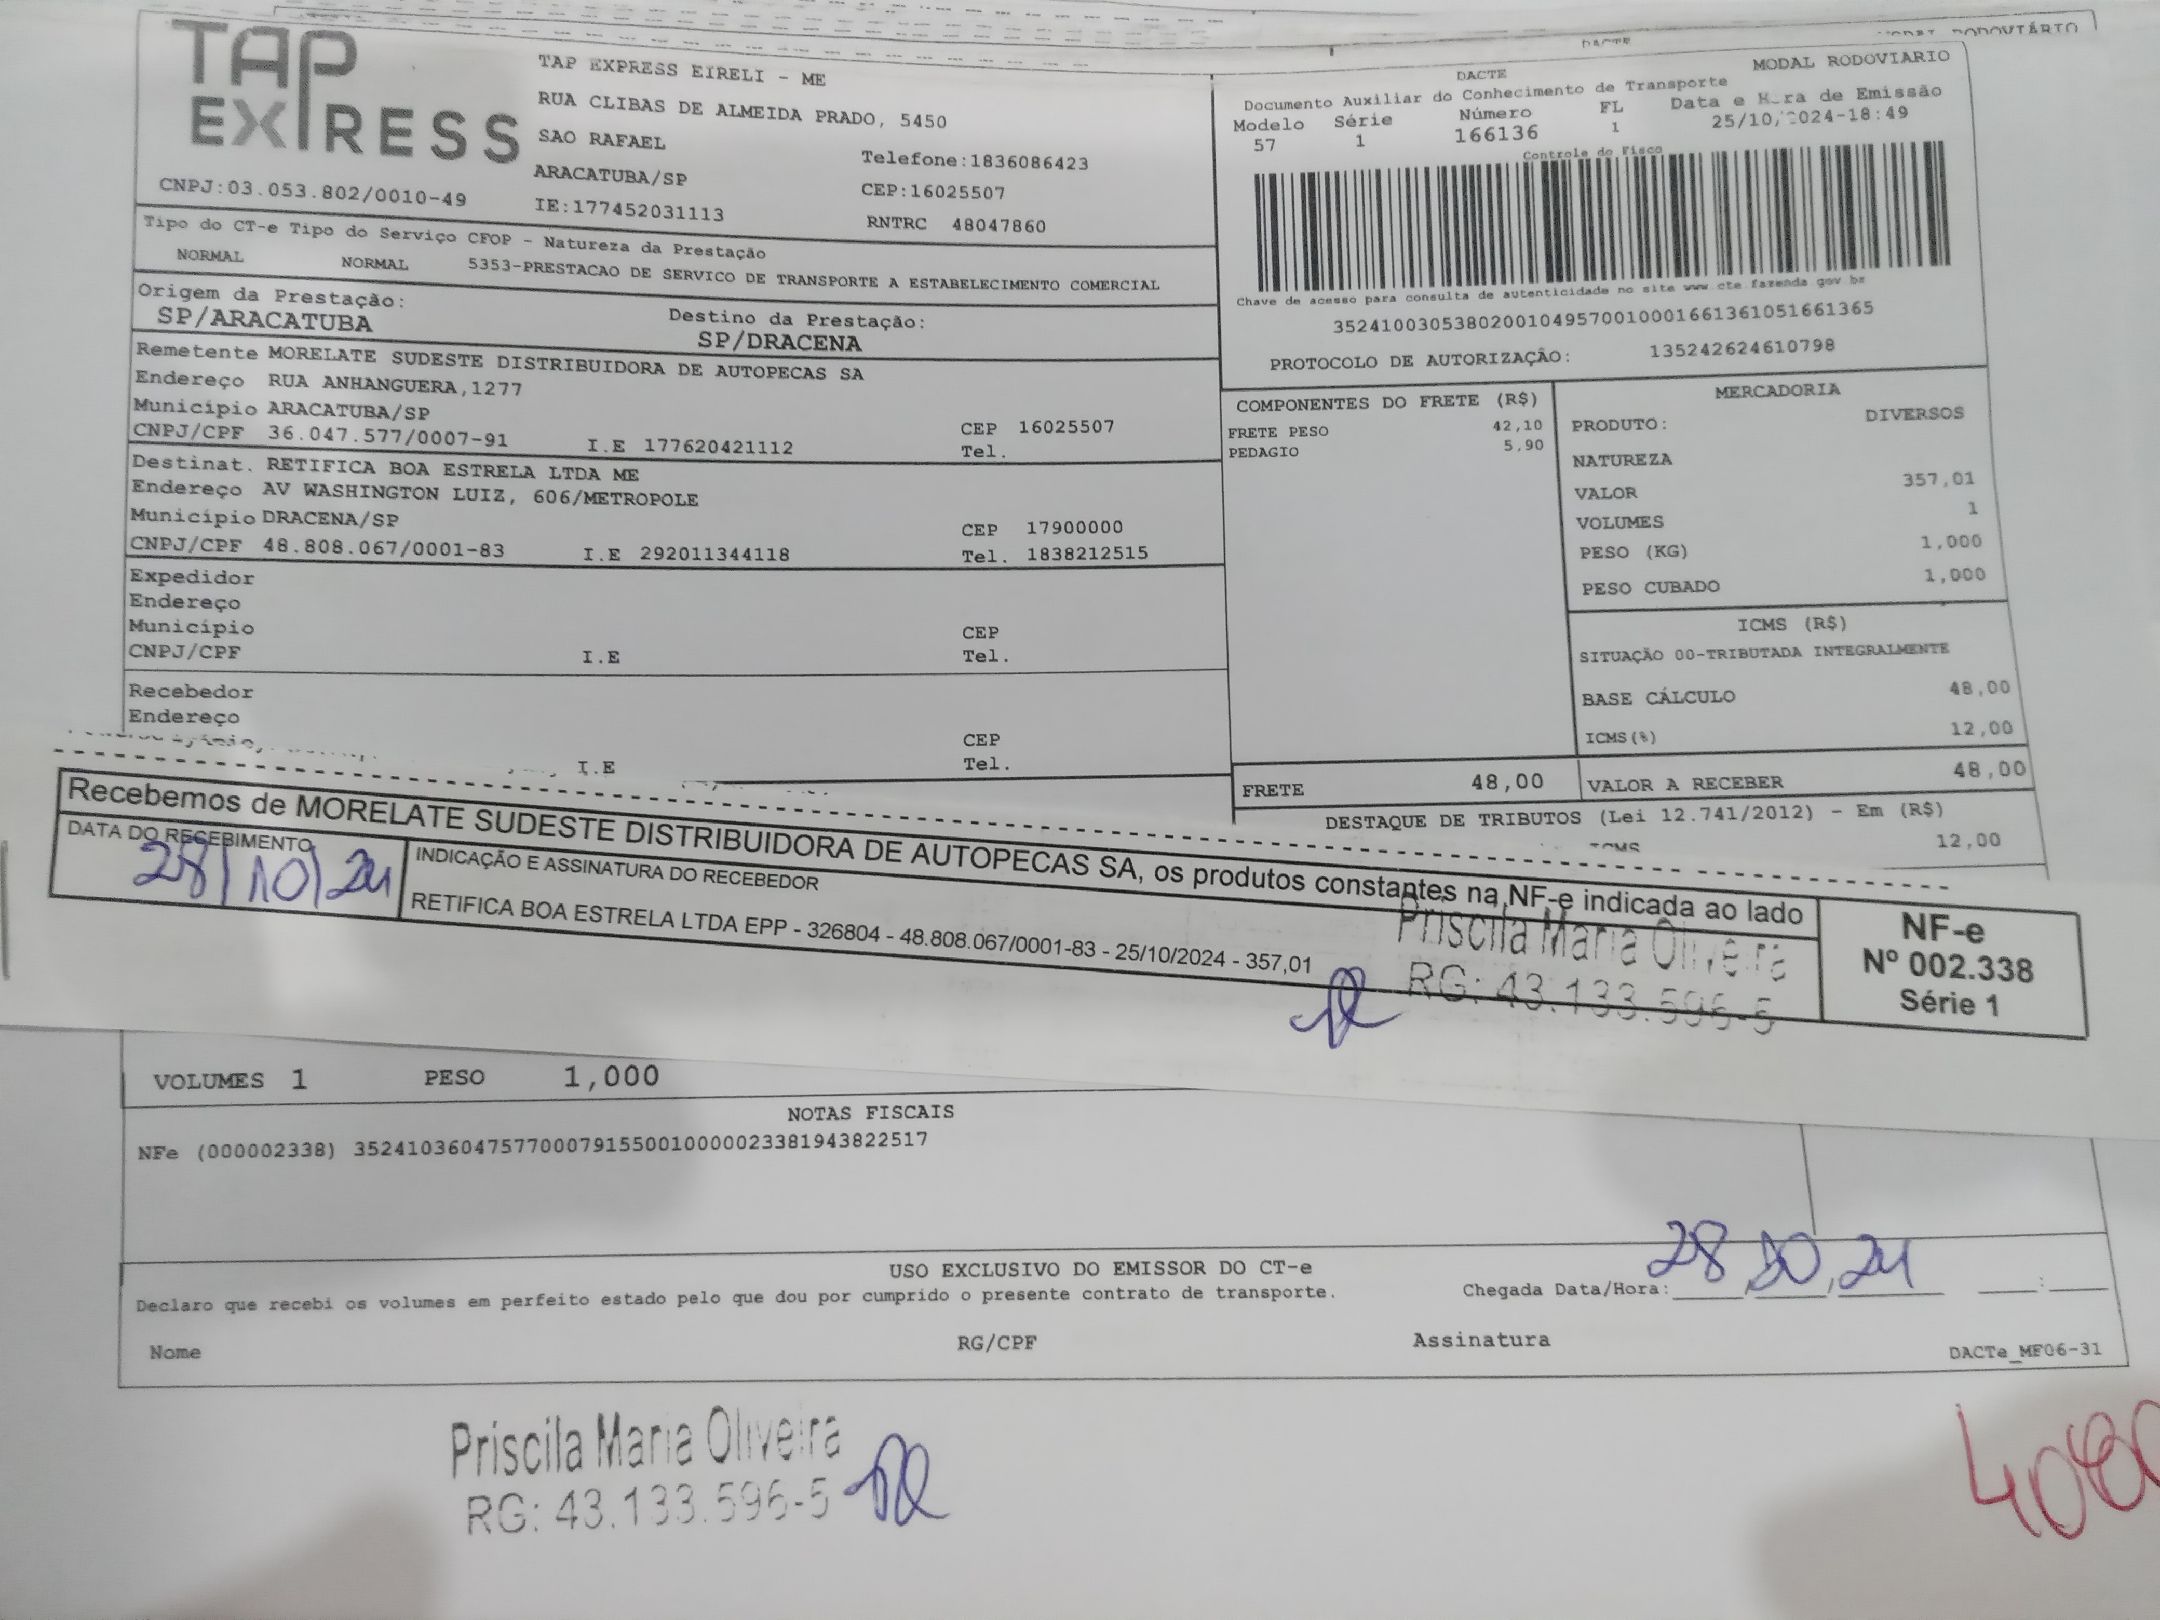 TAP
EXPRESS
TAP EXPRESS EIRELI - ME
RUA CLIBAS DE ALMEIDA PRADO, 5450
SAO RAFAEL
Telefone:1836086423
ARACATUBA/SP
CEP:16025507
CNPJ:03.053.802/0010-49
IE:177452031113
RNTRC 48047860
DACTE
MODAL RODOVIARIO
Documento Auxiliar do Conhecimento de Transporte
Modelo Série Número FL Data e Hora de Emissão
57 1 166136 1 25/10/2024-18:49
Controle do Fisco
Chave de acesso para consulta de autenticidade no site www.cte.fazenda.gov.br
35241003053802001049570010001661361051661365
PROTOCOLO DE AUTORIZAÇÃO: 135242624610798
Tipo do CT-e Tipo do Serviço CFOP - Natureza da Prestação
NORMAL NORMAL 5353-PRESTACAO DE SERVICO DE TRANSPORTE A ESTABELECIMENTO COMERCIAL
Origem da Prestação: Destino da Prestação:
SP/ARACATUBA SP/DRACENA
Remetente MORELATE SUDESTE DISTRIBUIDORA DE AUTOPECAS SA
Endereço RUA ANHANGUERA,1277
Município ARACATUBA/SP CEP 16025507
CNPJ/CPF 36.047.577/0007-91 I.E 177620421112 Tel.
Destinat. RETIFICA BOA ESTRELA LTDA ME
Endereço AV WASHINGTON LUIZ, 606/METROPOLE
Município DRACENA/SP CEP 17900000
CNPJ/CPF 48.808.067/0001-83 I.E 292011344118 Tel. 1838212515
Expedidor
Endereço
Município CEP
CNPJ/CPF I.E Tel.
Recebedor
Endereço
CEP
I.E Tel.
COMPONENTES DO FRETE (R$)
FRETE PESO 42,10
PEDAGIO 5,90
MERCADORIA
PRODUTO: DIVERSOS
NATUREZA
VALOR 357,01
VOLUMES 1
PESO (KG) 1,000
PESO CUBADO 1,000
ICMS (R$)
SITUAÇÃO 00-TRIBUTADA INTEGRALMENTE
BASE CÁLCULO 48,00
ICMS(%) 12,00
FRETE 48,00 VALOR A RECEBER 48,00
DESTAQUE DE TRIBUTOS (Lei 12.741/2012) - Em (R$)
12,00
Recebemos de MORELATE SUDESTE DISTRIBUIDORA DE AUTOPECAS SA, os produtos constantes na NF-e indicada ao lado
DATA DO RECEBIMENTO
28/10/24
INDICAÇÃO E ASSINATURA DO RECEBEDOR
RETIFICA BOA ESTRELA LTDA EPP - 326804 - 48.808.067/0001-83 - 25/10/2024 - 357,01
Priscila Maria Oliveira
RG: 43.133.596-5
NF-e
Nº 002.338
Série 1
VOLUMES 1 PESO 1,000
NOTAS FISCAIS
NFe (000002338) 35241036047577000791550010000023381943822517
USO EXCLUSIVO DO EMISSOR DO CT-e
Declaro que recebi os volumes em perfeito estado pelo que dou por cumprido o presente contrato de transporte.
Chegada Data/Hora: 28 10 24
Nome RG/CPF Assinatura
DACTe_MF06-31
Priscila Maria Oliveira
RG: 43.133.596-5